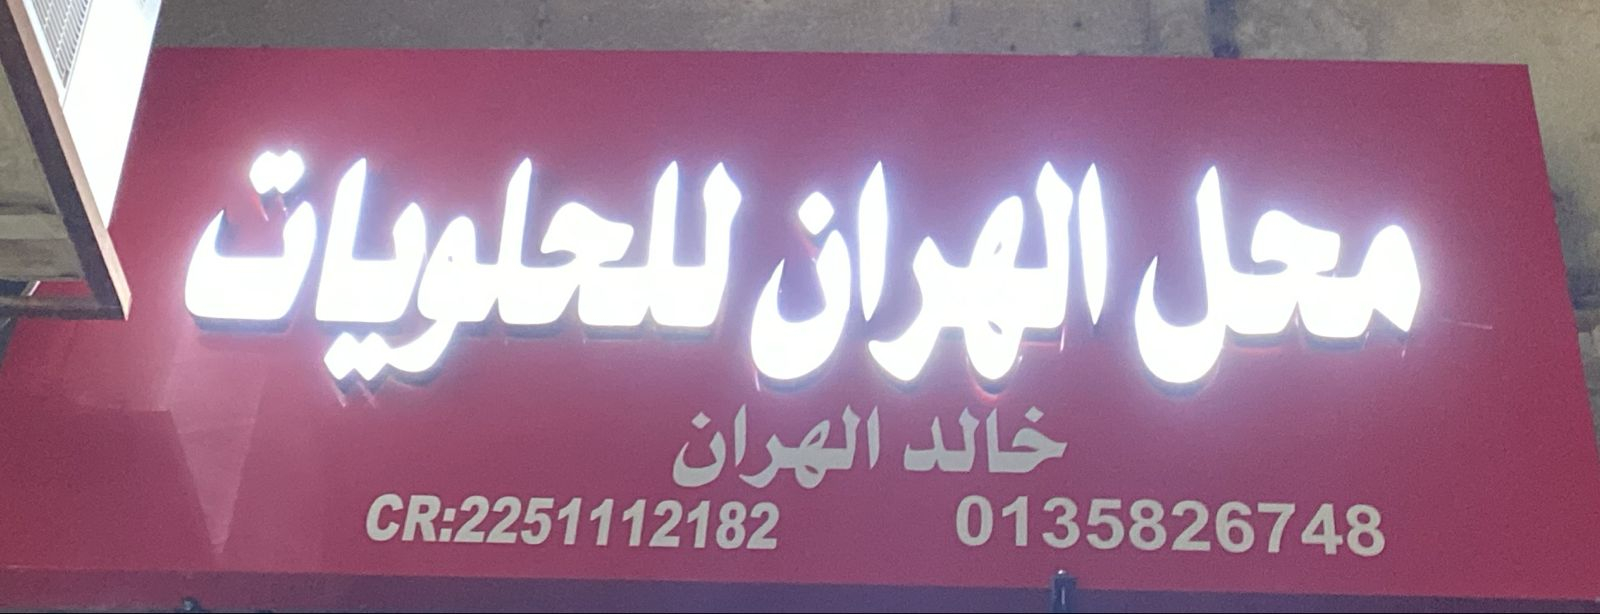 محل الهران للحلويات
خالد الهران
CR:2251112182 0135826748